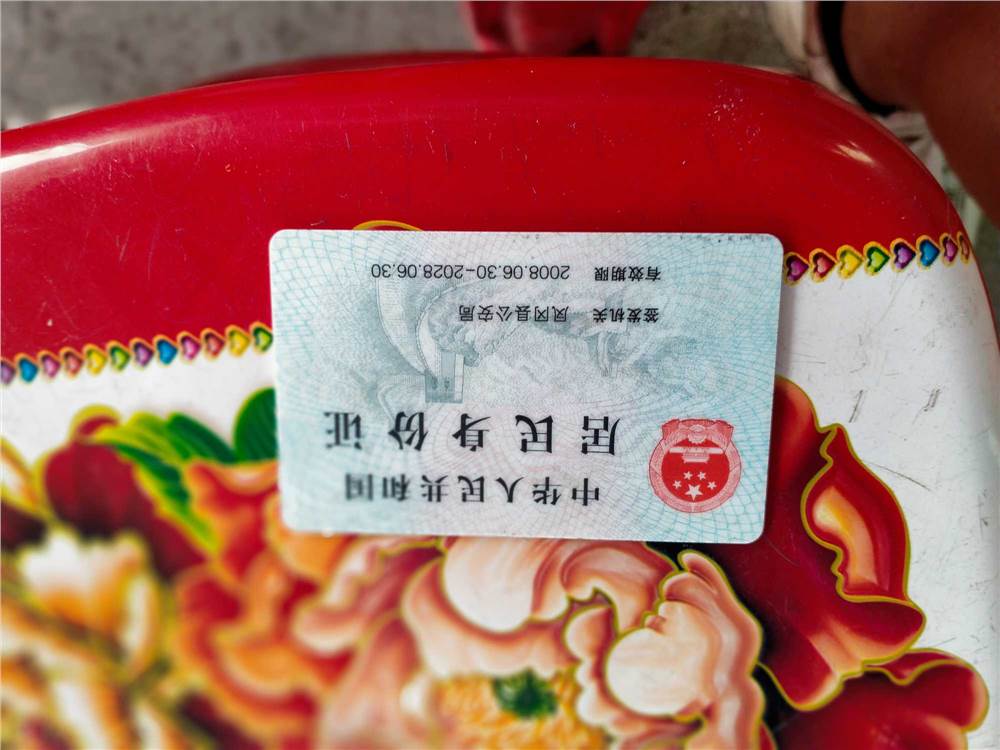 中华人民共和国
居民身份证
签发机关 凤冈县公安局
有效期限 2008.06.30-2028.06.30